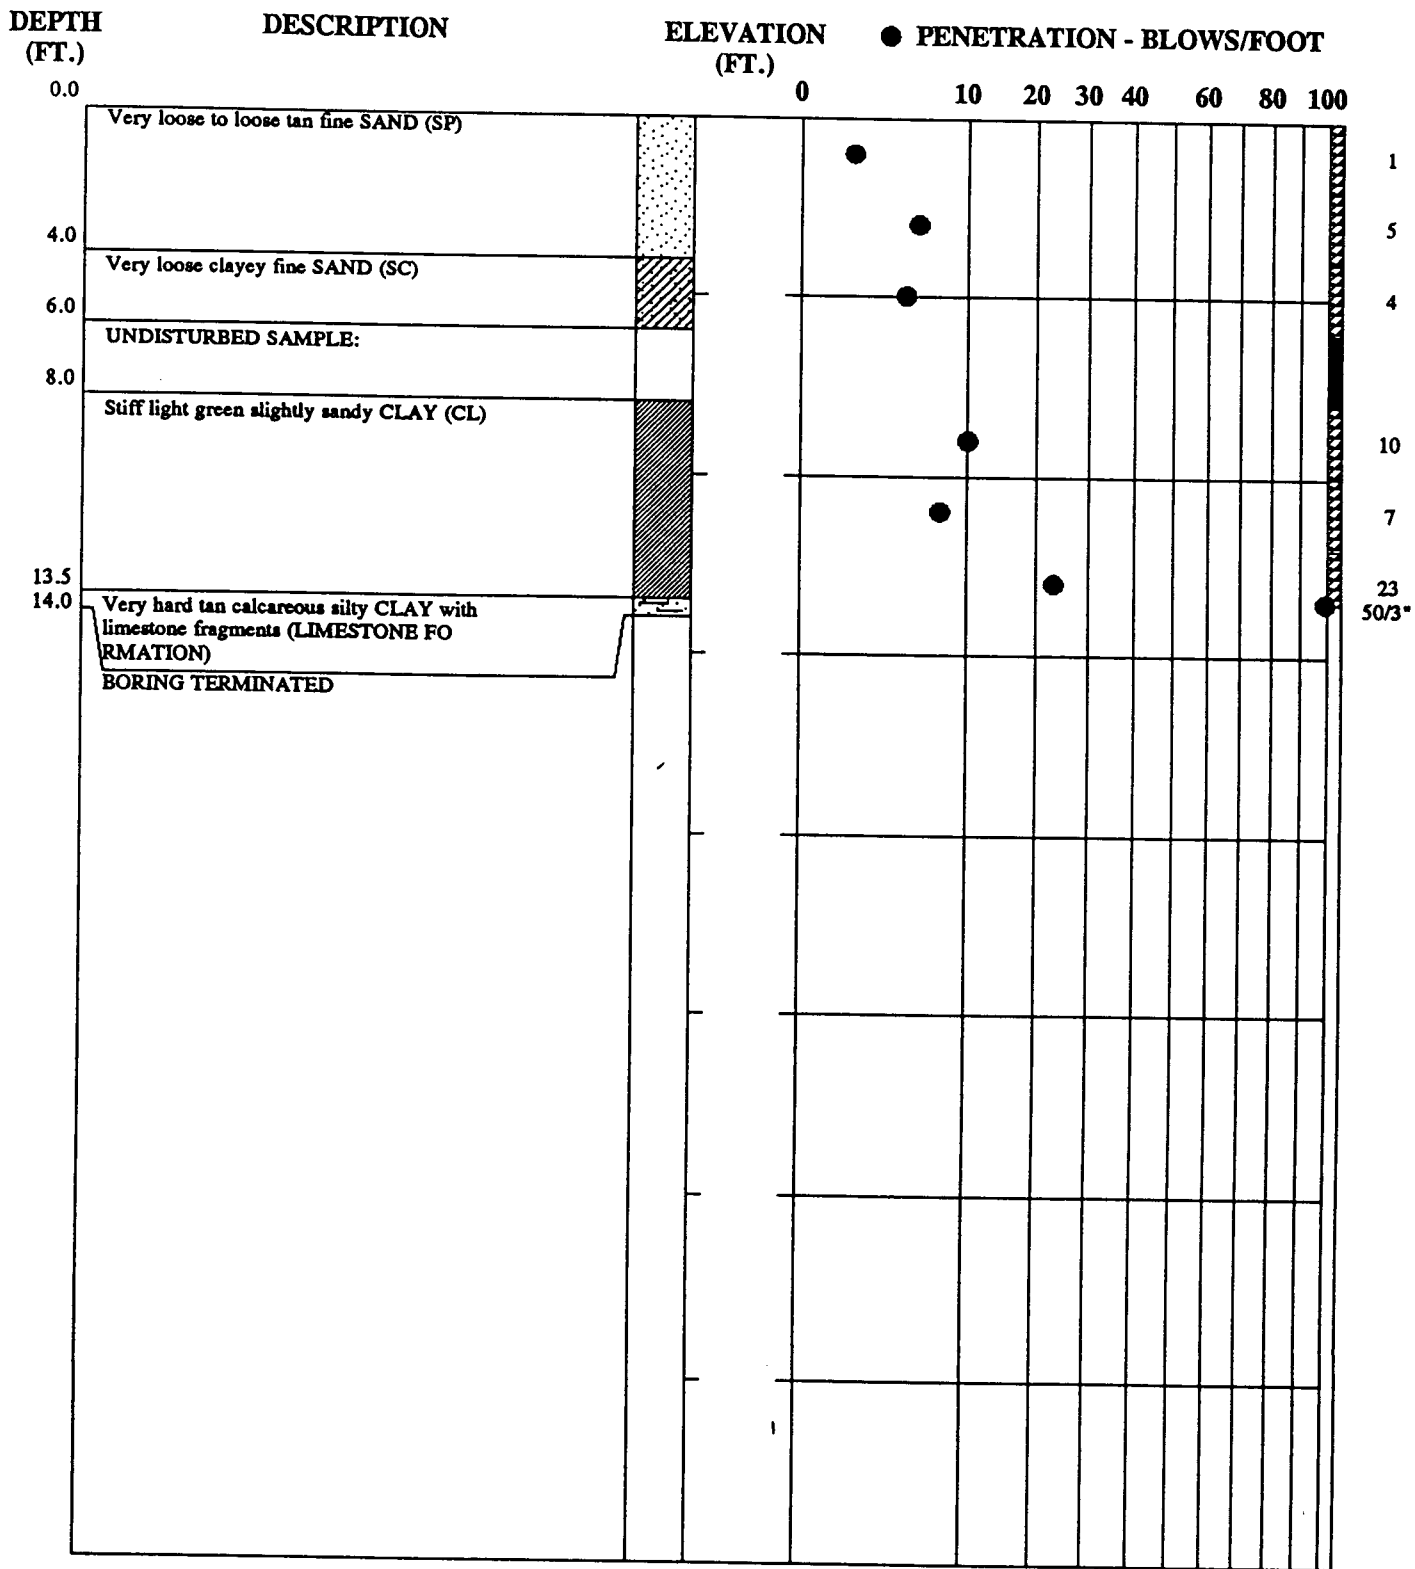 DEPTH
(FT.)
DESCRIPTION
ELEVATION
(FT.)
PENETRATION - BLOWS/FOOT
0 10 20 30 40 60 80 100
0.0
Very loose to loose tan fine SAND (SP)
1
5
4.0
Very loose clayey fine SAND (SC)
4
6.0
UNDISTURBED SAMPLE:
8.0
Stiff light green slightly sandy CLAY (CL)
10
7
13.5
23
14.0
50/3"
Very hard tan calcareous silty CLAY with
limestone fragments (LIMESTONE FO
RMATION)
BORING TERMINATED